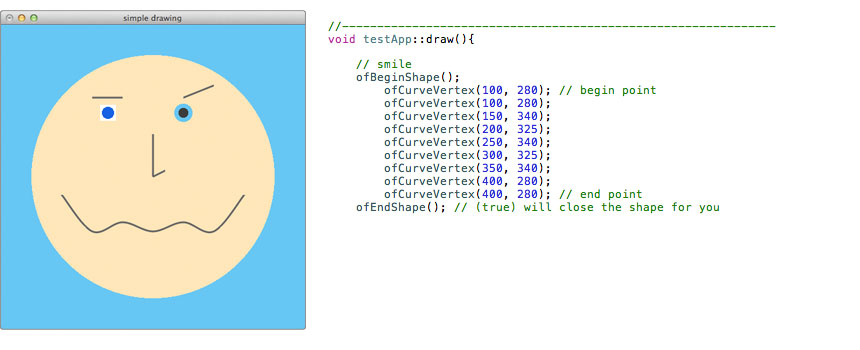 simple drawing
//--------------------------------------------------------------
void testApp::draw(){
// smile
ofBeginShape();
ofCurveVertex(100, 280); // begin point
ofCurveVertex(100, 280);
ofCurveVertex(150, 340);
ofCurveVertex(200, 325);
ofCurveVertex(250, 340);
ofCurveVertex(300, 325);
ofCurveVertex(350, 340);
ofCurveVertex(400, 280);
ofCurveVertex(400, 280); // end point
ofEndShape(); // (true) will close the shape for you